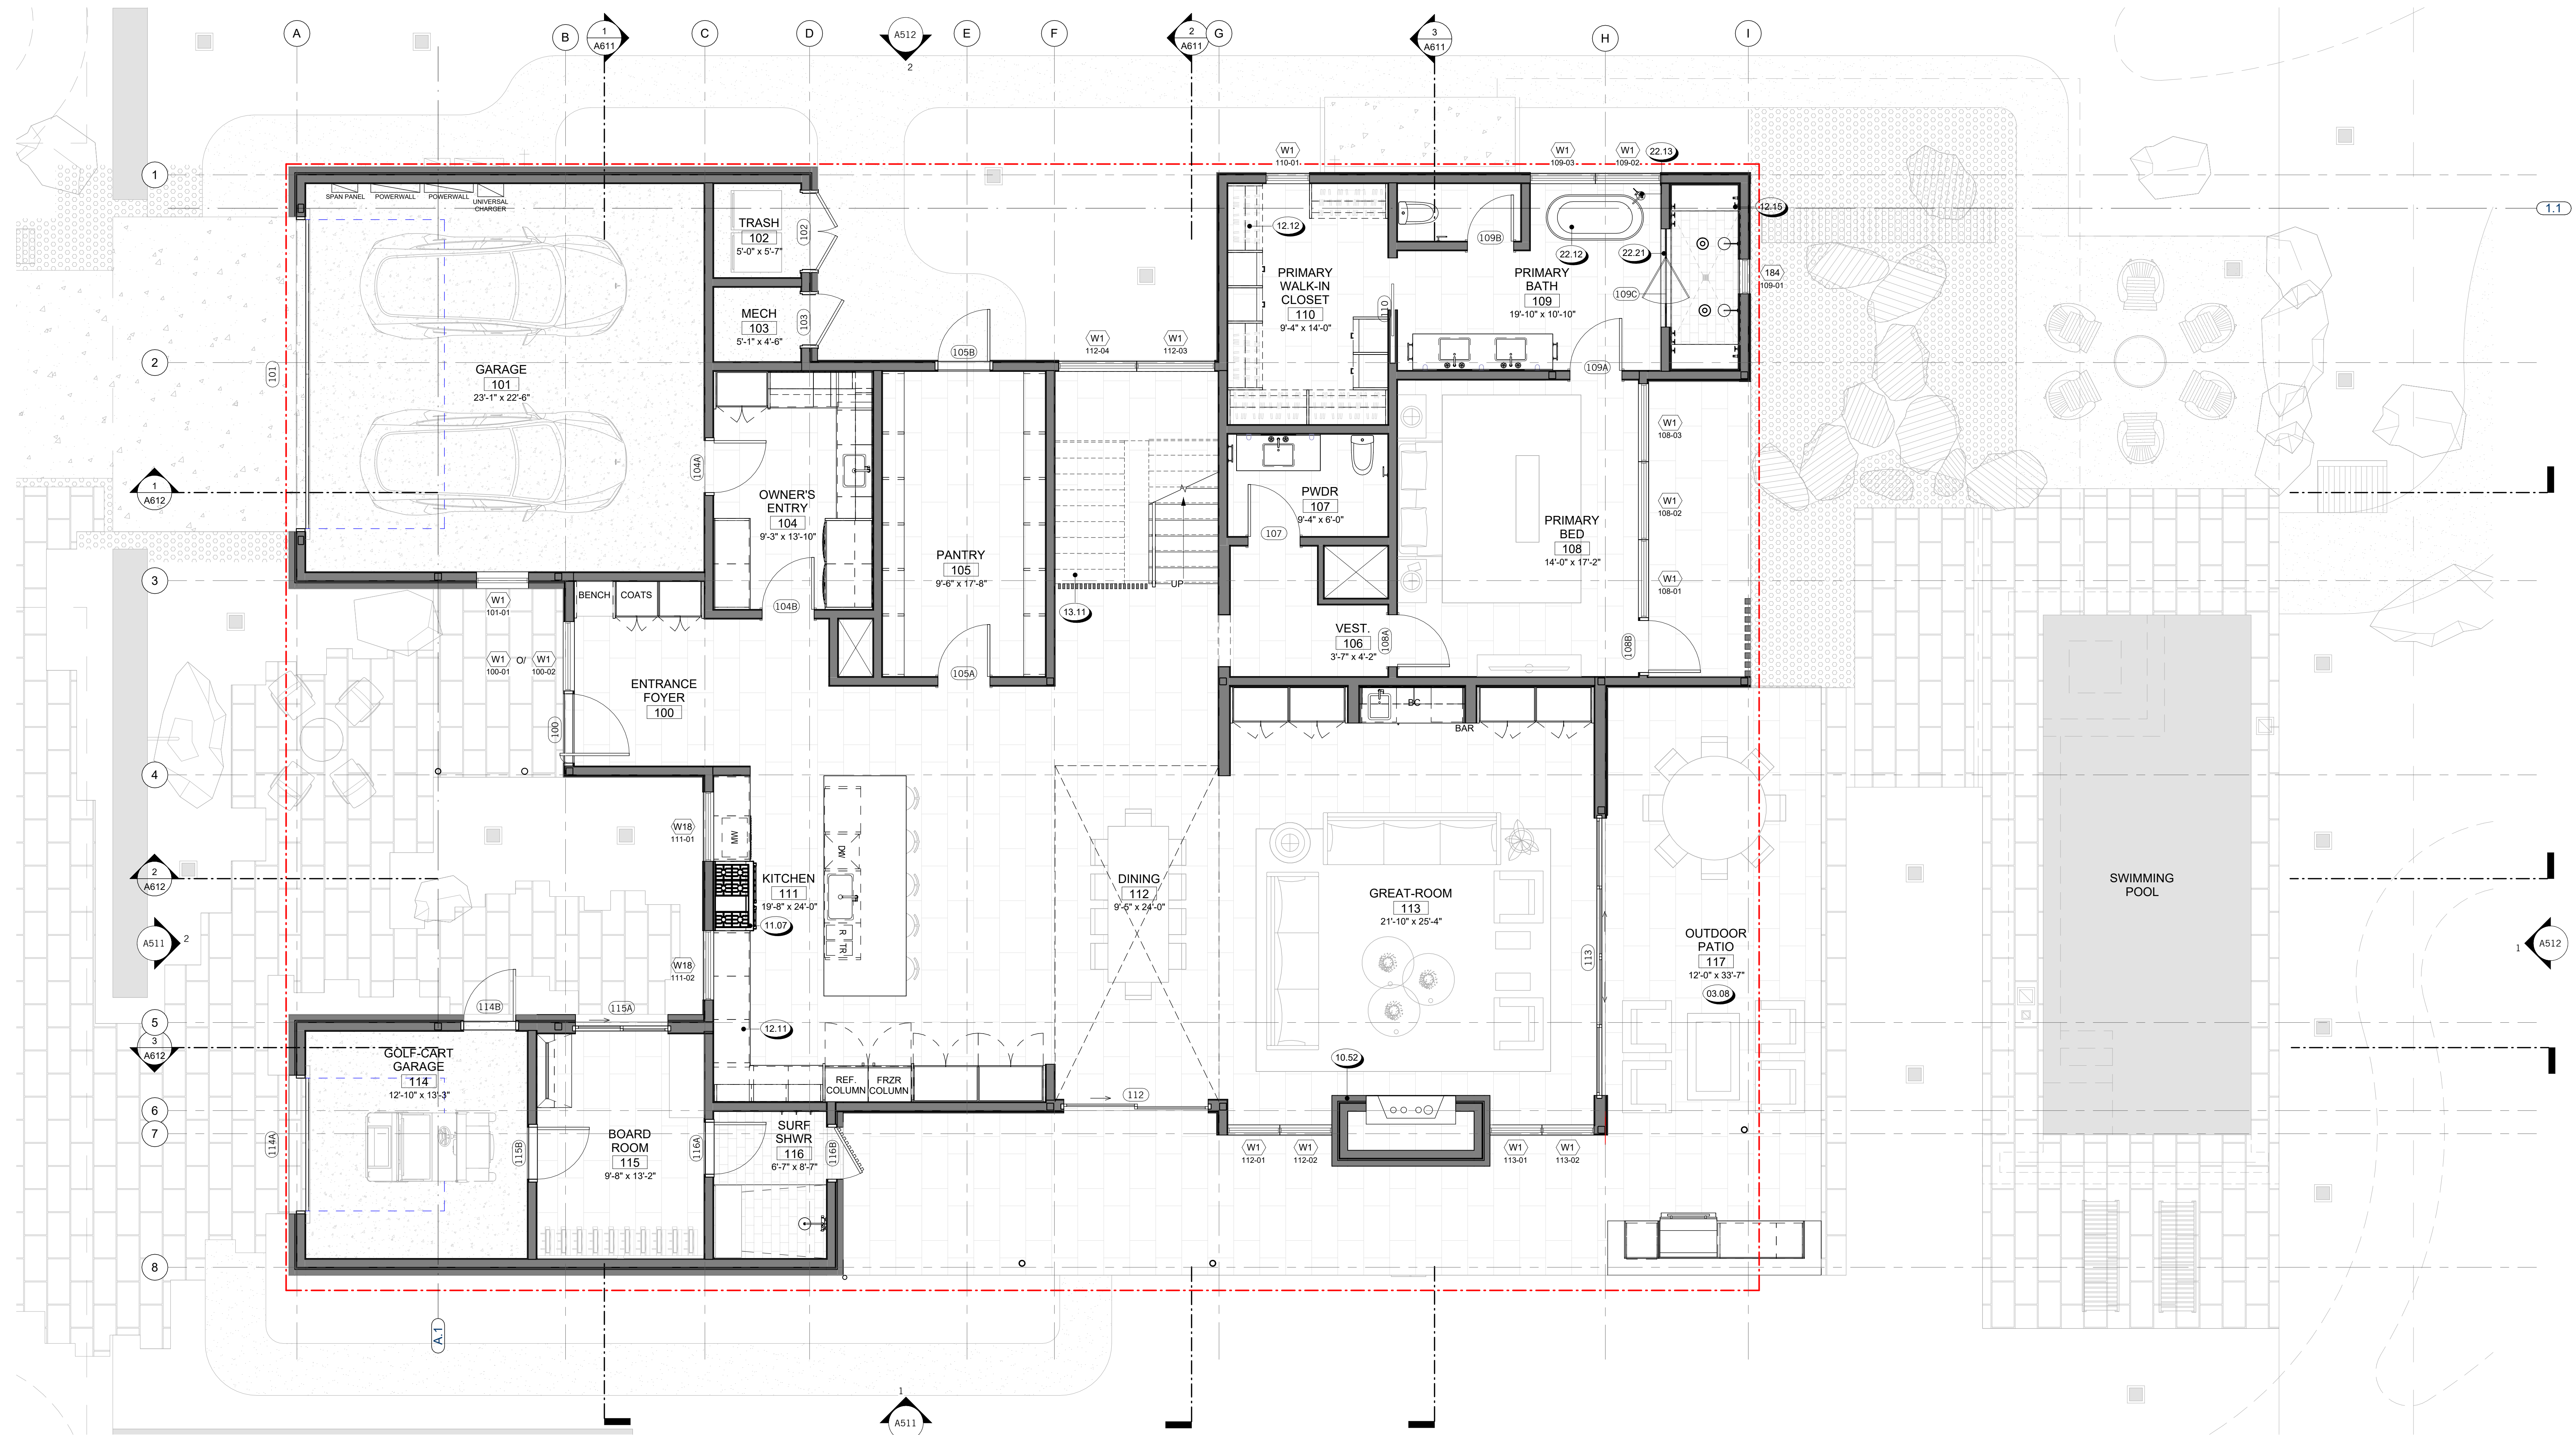 A
B
1
A611
C
D
A512
2
E
F
2
A611
G
3
A611
H
I
1
1.1
2
1
A612
3
4
2
A612
A511
2
5
3
A612
6
7
8
A.1
1
A511
1
A512
SPAN PANEL
POWERWALL
POWERWALL
UNIVERSAL
CHARGER
GARAGE
101
23'-1" x 22'-6"
101
TRASH
102
5'-0" x 5'-7"
102
MECH
103
5'-1" x 4'-6"
103
104A
OWNER'S
ENTRY
104
9'-3" x 13'-10"
104B
PANTRY
105
9'-6" x 17'-8"
105B
105A
W1
112-04
W1
112-03
UP
13.11
W1
110-01
12.12
PRIMARY
WALK-IN
CLOSET
110
9'-4" x 14'-0"
110
W1
109-03
W1
109-02
22.13
109B
22.12
22.21
12.15
PRIMARY
BATH
109
19'-10" x 10'-10"
109C
184
109-01
109A
PWDR
107
9'-4" x 6'-0"
107
PRIMARY
BED
108
14'-0" x 17'-2"
W1
108-03
W1
108-02
W1
108-01
108B
VEST.
106
3'-7" x 4'-2"
108A
BENCH
COATS
W1
101-01
W1
100-01
O/
W1
100-02
ENTRANCE
FOYER
100
100
BC
BAR
W18
111-01
MW
DW
KITCHEN
111
19'-8" x 24'-0"
11.07
R
TR
W18
111-02
12.11
REF.
COLUMN
FRZR
COLUMN
DINING
112
9'-5" x 24'-0"
112
GREAT-ROOM
113
21'-10" x 25'-4"
113
10.52
W1
112-01
W1
112-02
W1
113-01
W1
113-02
OUTDOOR
PATIO
117
12'-0" x 33'-7"
03.08
SWIMMING
POOL
114B
115A
GOLF-CART
GARAGE
114
12'-10" x 13'-3"
114A
115B
BOARD
ROOM
115
9'-8" x 13'-2"
116A
SURF
SHWR
116
6'-7" x 8'-7"
116B